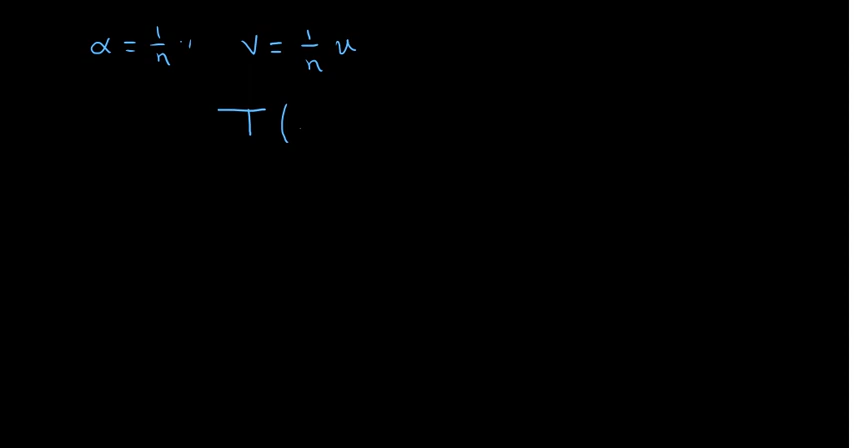 α = 1/n . , v = 1/n u
T (